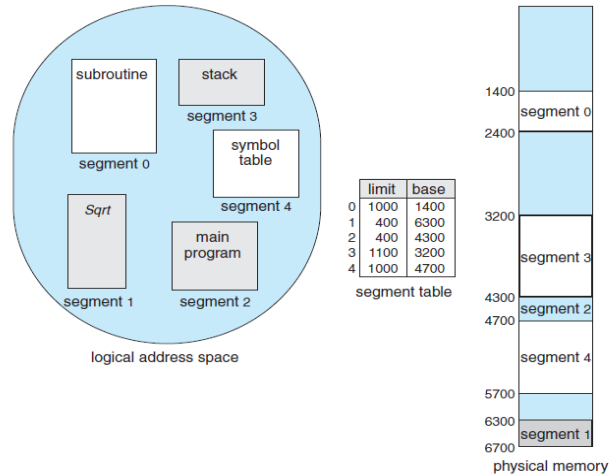 subroutine
segment 0
stack
segment 3
symbol
table
segment 4
Sqrt
segment 1
main
program
segment 2
logical address space
limit base
0 1000 1400
1 400 6300
2 400 4300
3 1100 3200
4 1000 4700
segment table
1400
segment 0
2400
3200
segment 3
4300
segment 2
4700
segment 4
5700
6300
segment 1
6700
physical memory